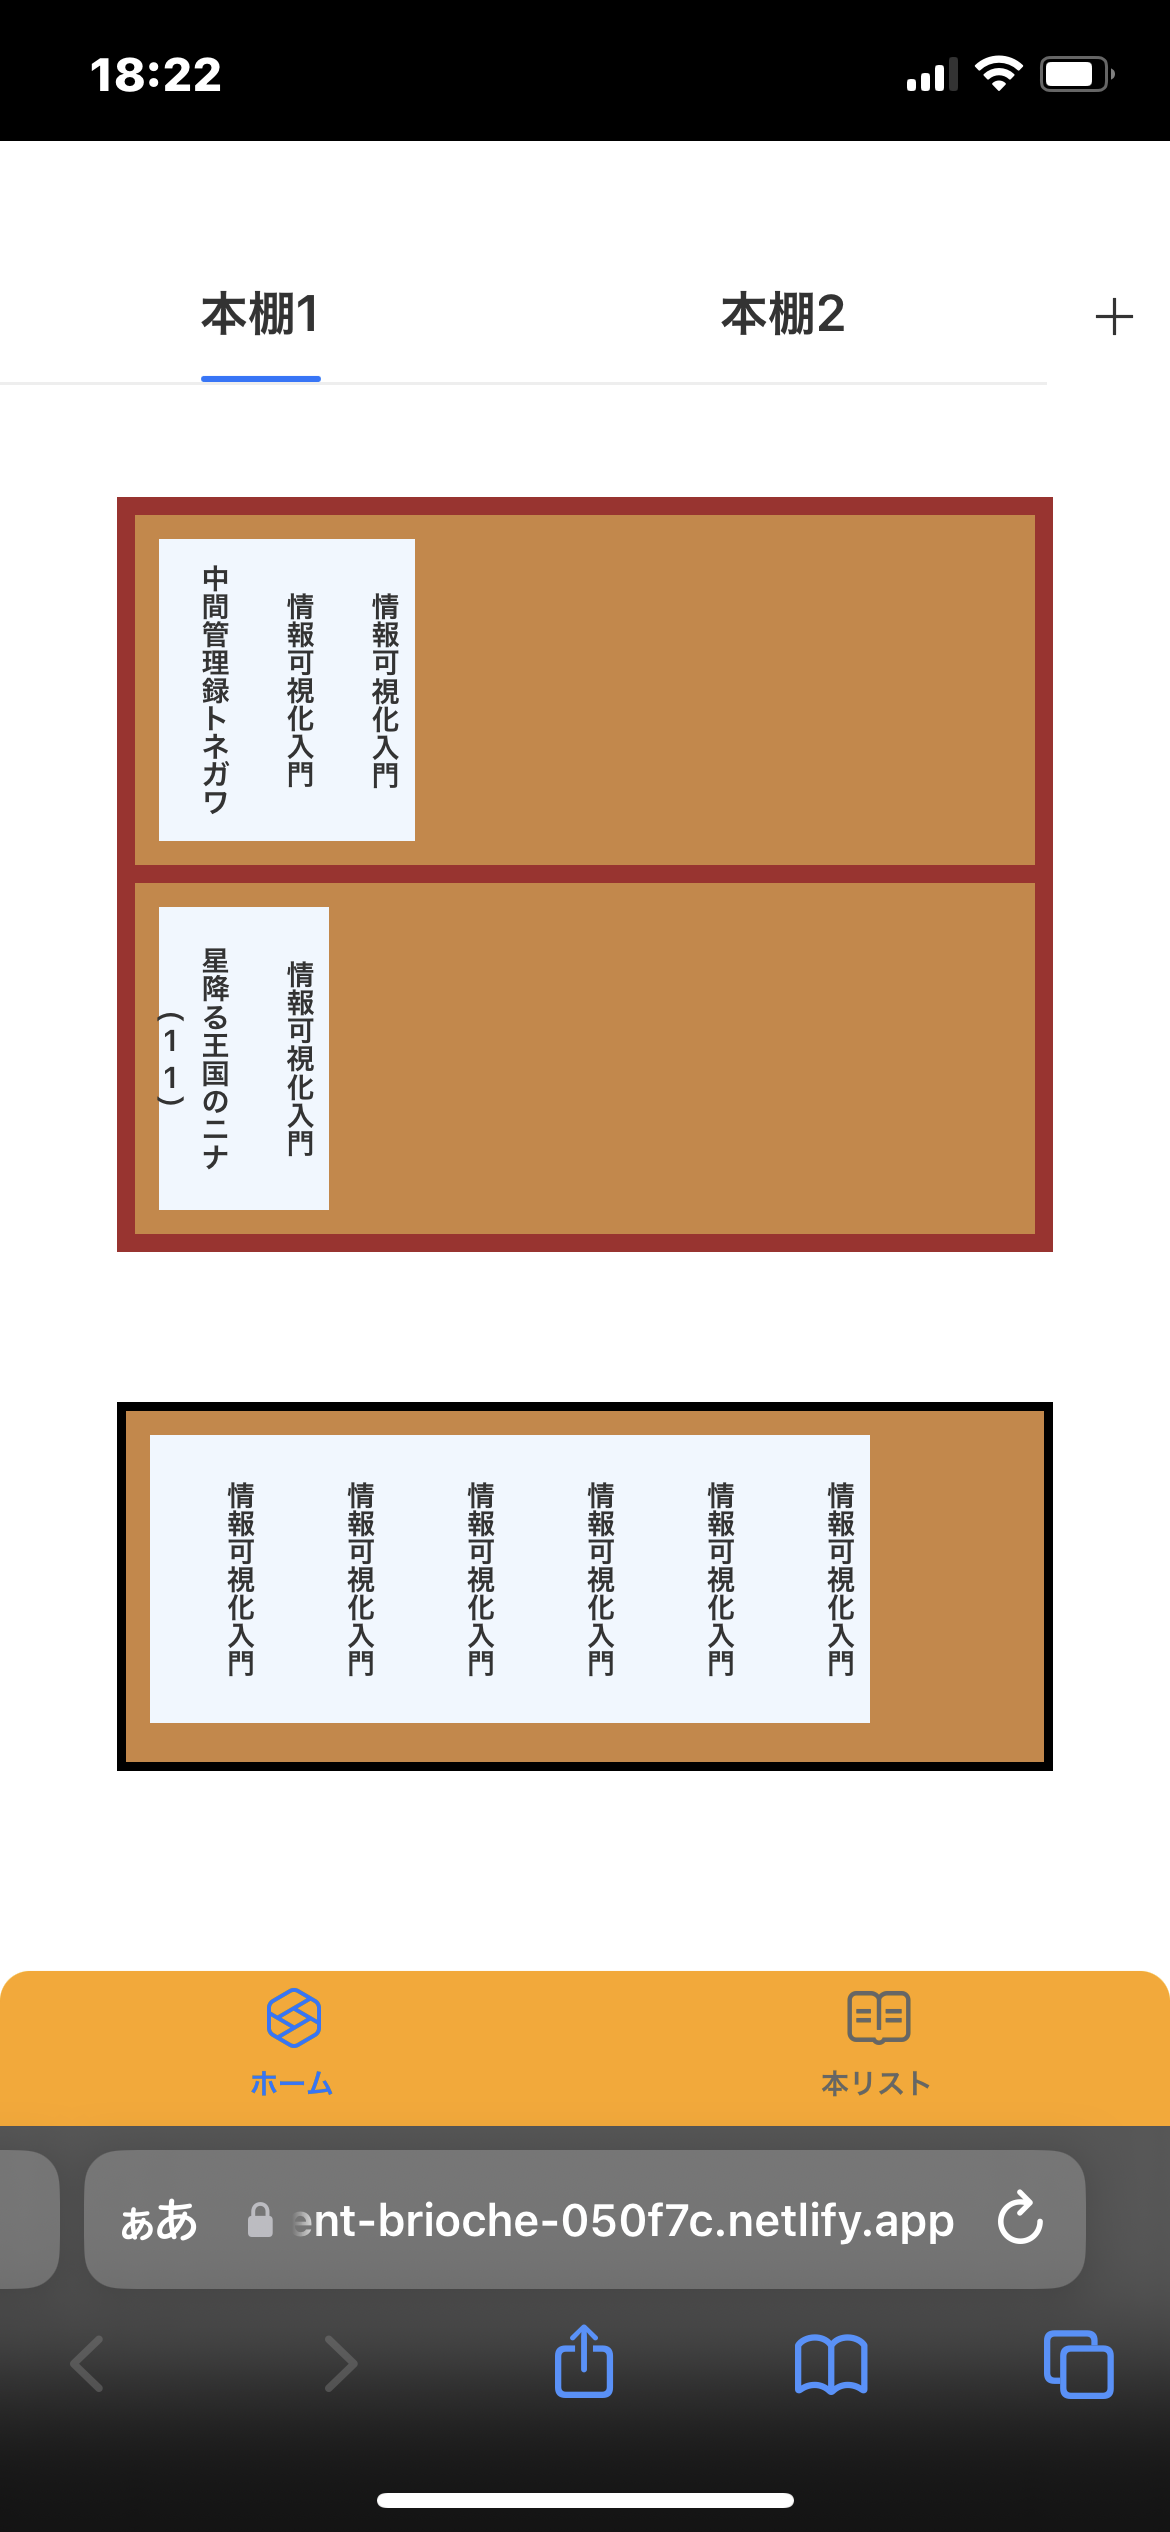 18:22
本棚1
本棚2
中間管理録トネガワ
情報可視化入門
情報可視化入門
星降る王国のニナ
(11)
情報可視化入門
情報可視化入門
情報可視化入門
情報可視化入門
情報可視化入門
情報可視化入門
情報可視化入門
ホーム
本リスト
ぁあ
ent-brioche-050f7c.netlify.app